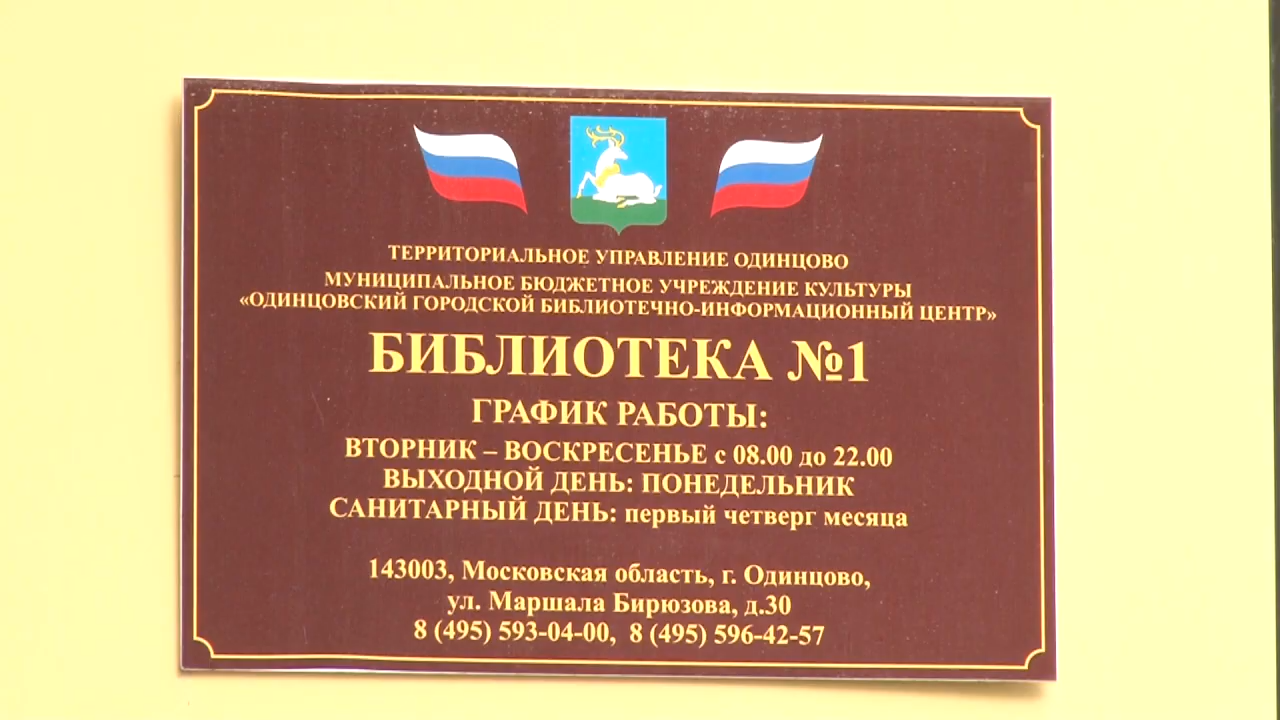 ТЕРРИТОРИАЛЬНОЕ УПРАВЛЕНИЕ ОДИНЦОВО
МУНИЦИПАЛЬНОЕ БЮДЖЕТНОЕ УЧРЕЖДЕНИЕ КУЛЬТУРЫ
«ОДИНЦОВСКИЙ ГОРОДСКОЙ БИБЛИОТЕЧНО-ИНФОРМАЦИОННЫЙ ЦЕНТР»
БИБЛИОТЕКА №1
ГРАФИК РАБОТЫ:
ВТОРНИК – ВОСКРЕСЕНЬЕ с 08.00 до 22.00
ВЫХОДНОЙ ДЕНЬ: ПОНЕДЕЛЬНИК
САНИТАРНЫЙ ДЕНЬ: первый четверг месяца
143003, Московская область, г. Одинцово,
ул. Маршала Бирюзова, д.30
8 (495) 593-04-00, 8 (495) 596-42-57